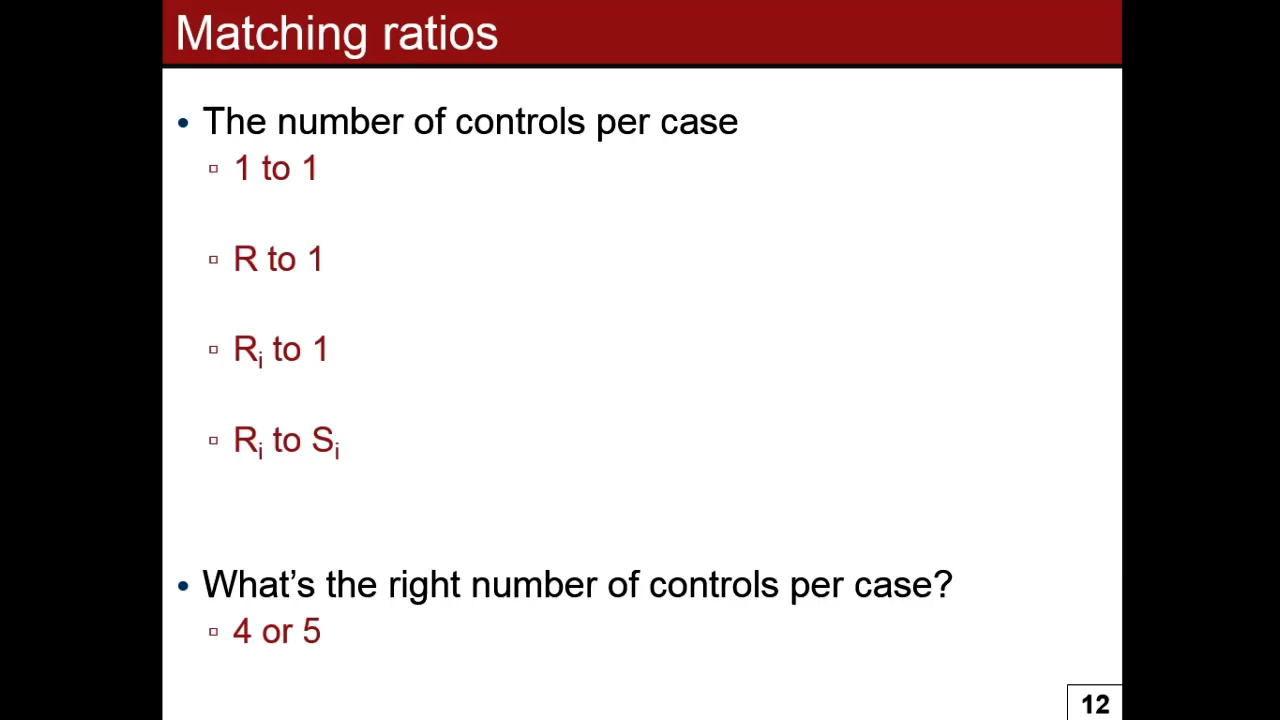 Matching ratios
• The number of controls per case
▫ 1 to 1
▫ R to 1
▫ Rᵢ to 1
▫ Rᵢ to Sᵢ
• What’s the right number of controls per case?
▫ 4 or 5
12